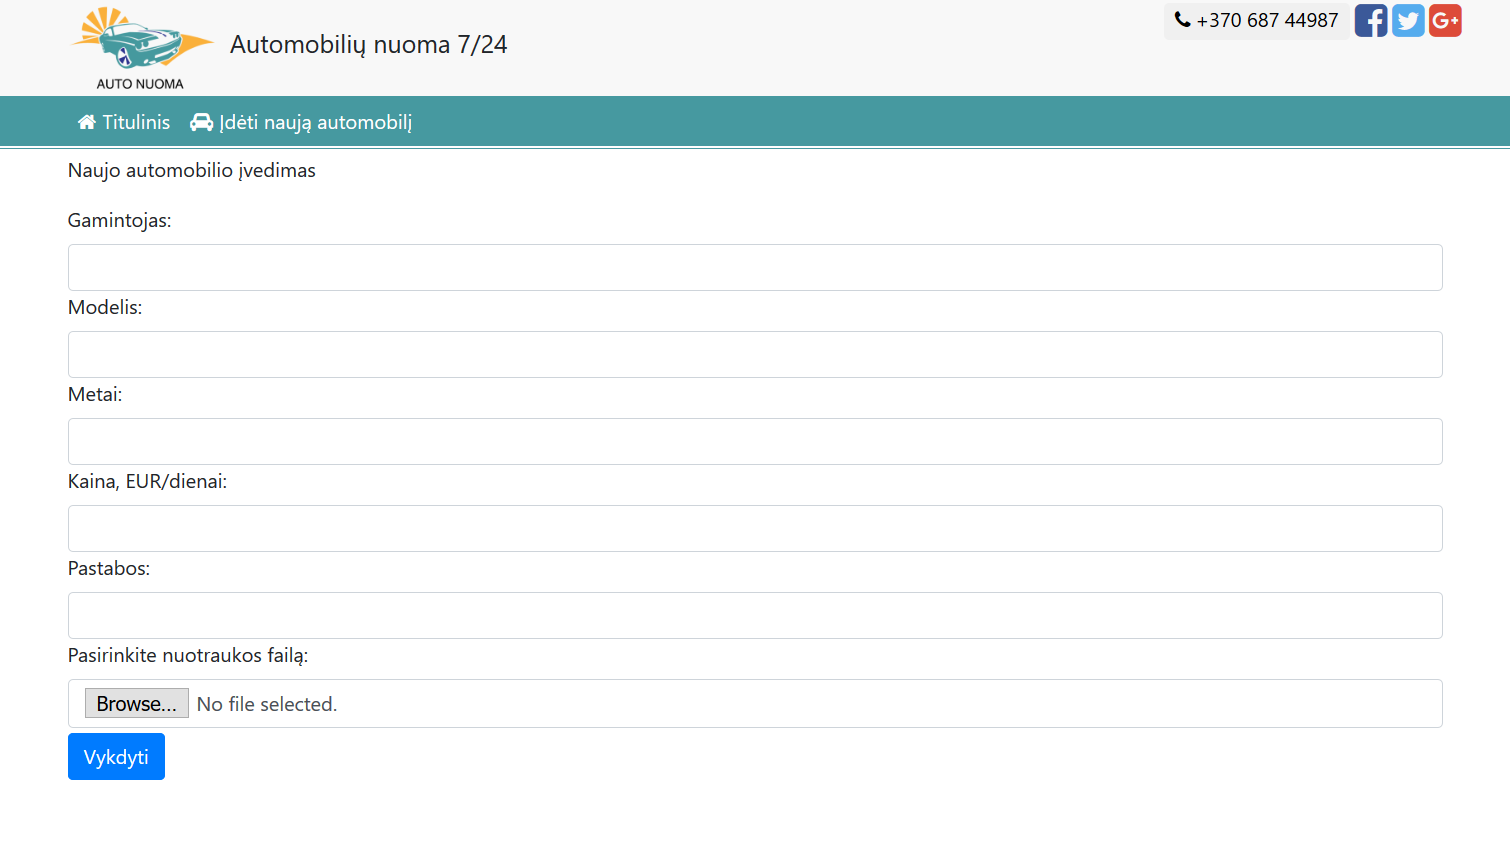 AUTO NUOMA
Automobilių nuoma 7/24
+370 687 44987
Titulinis
Įdėti naują automobilį
Naujo automobilio įvedimas
Gamintojas:
Modelis:
Metai:
Kaina, EUR/dienai:
Pastabos:
Pasirinkite nuotraukos failą:
Browse... No file selected.
Vykdyti